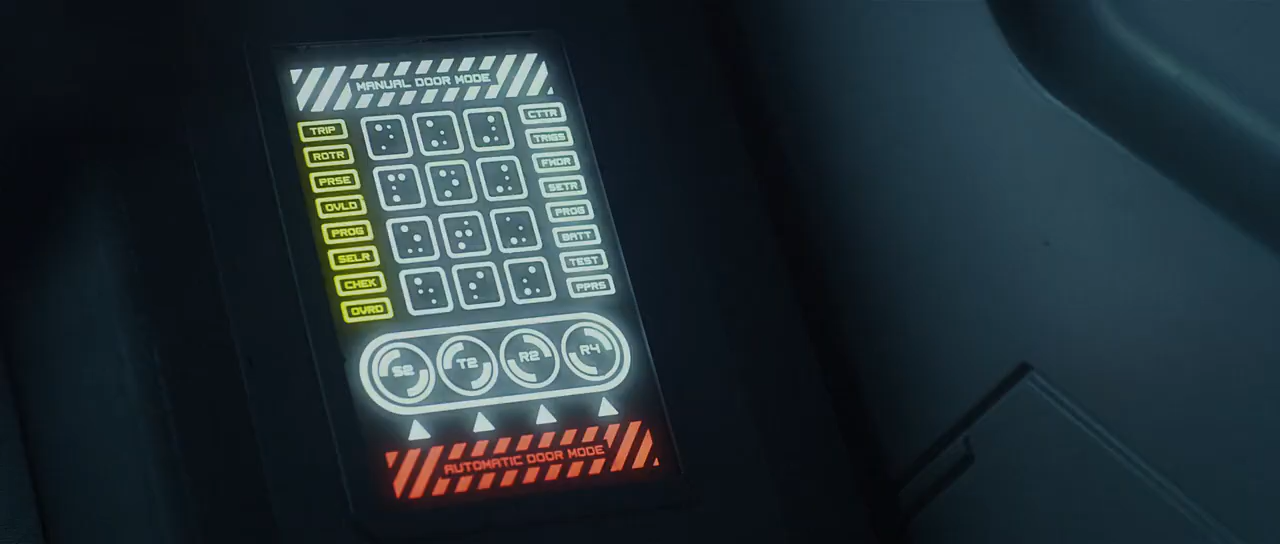 MANUAL DOOR MODE
TRIP
ROTR
PRSE
OVLD
PROG
SELR
CHEK
OVRD
CTTR
TRIGS
FWDR
SETR
PROG
BATT
TEST
PPRS
S2 T2 R2 R4
AUTOMATIC DOOR MODE